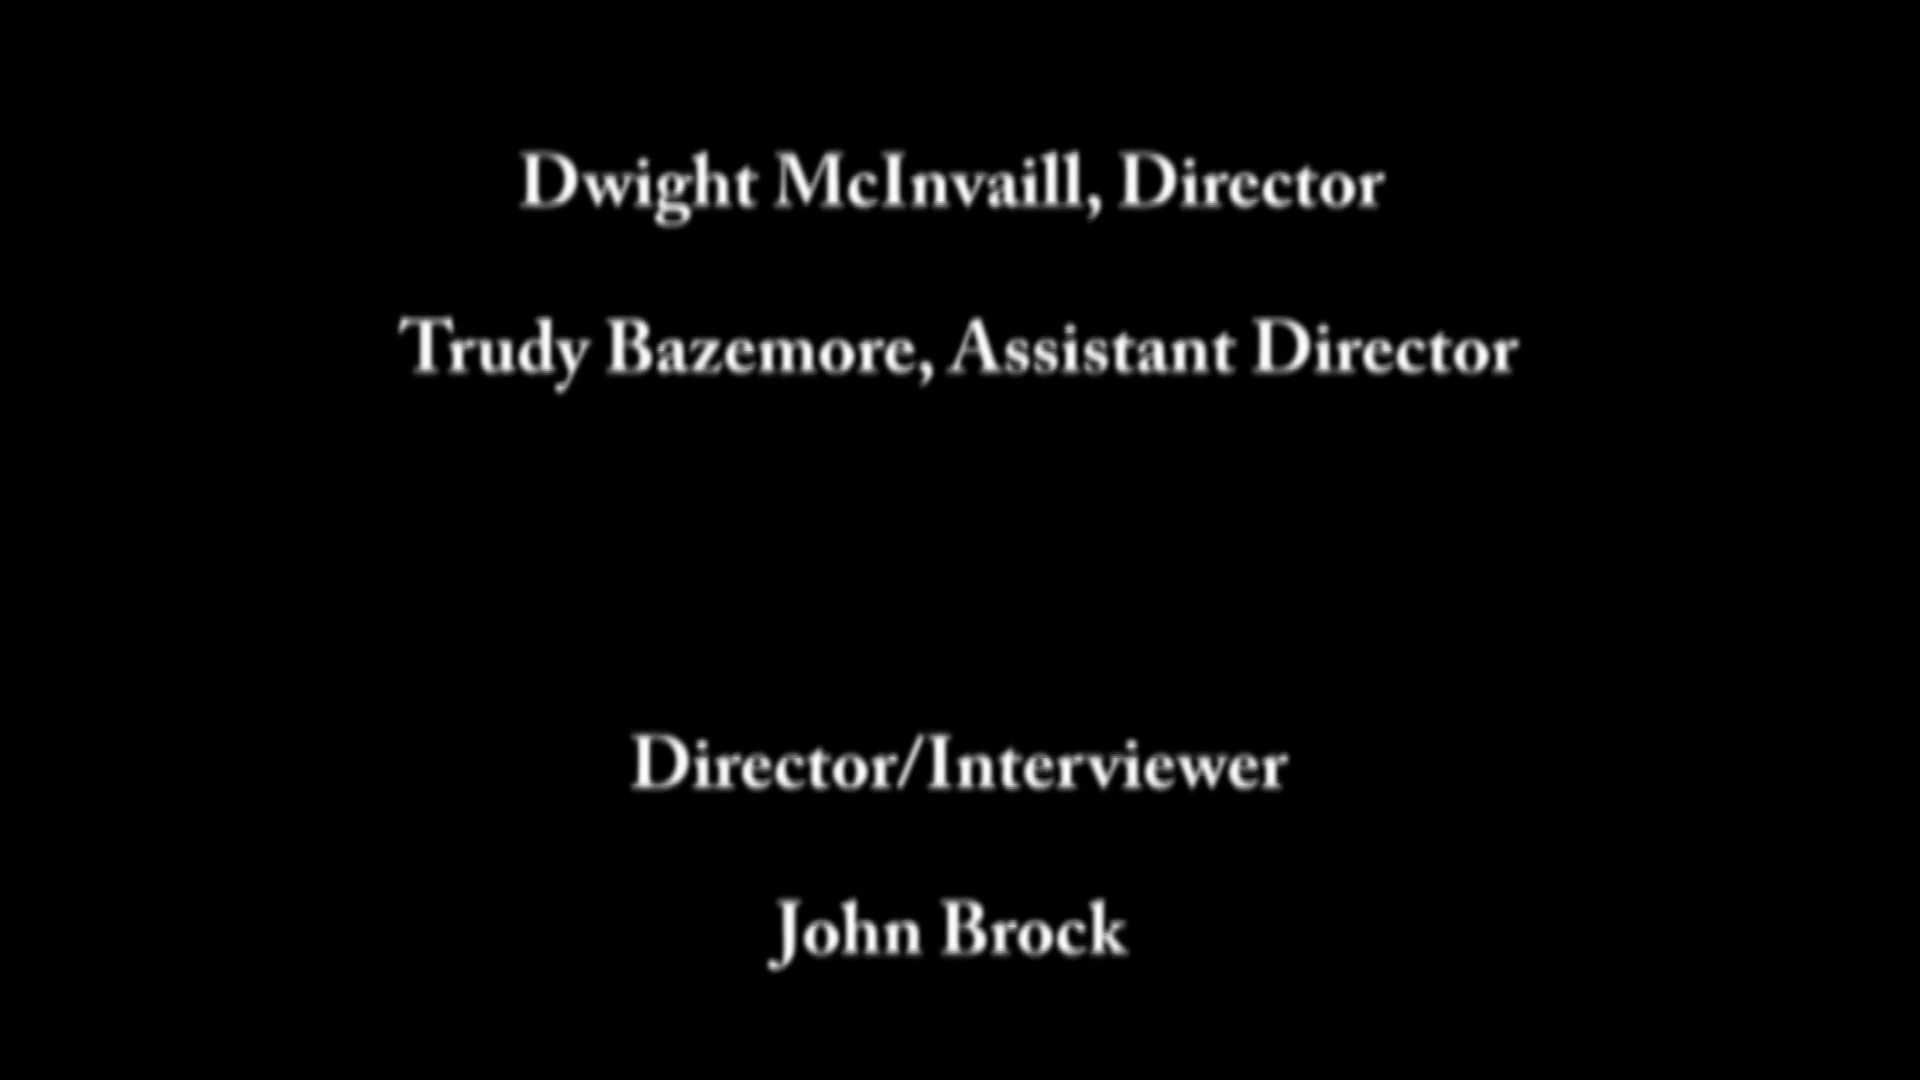 Dwight McInvaill, Director
Trudy Bazemore, Assistant Director
Director/Interviewer
John Brock